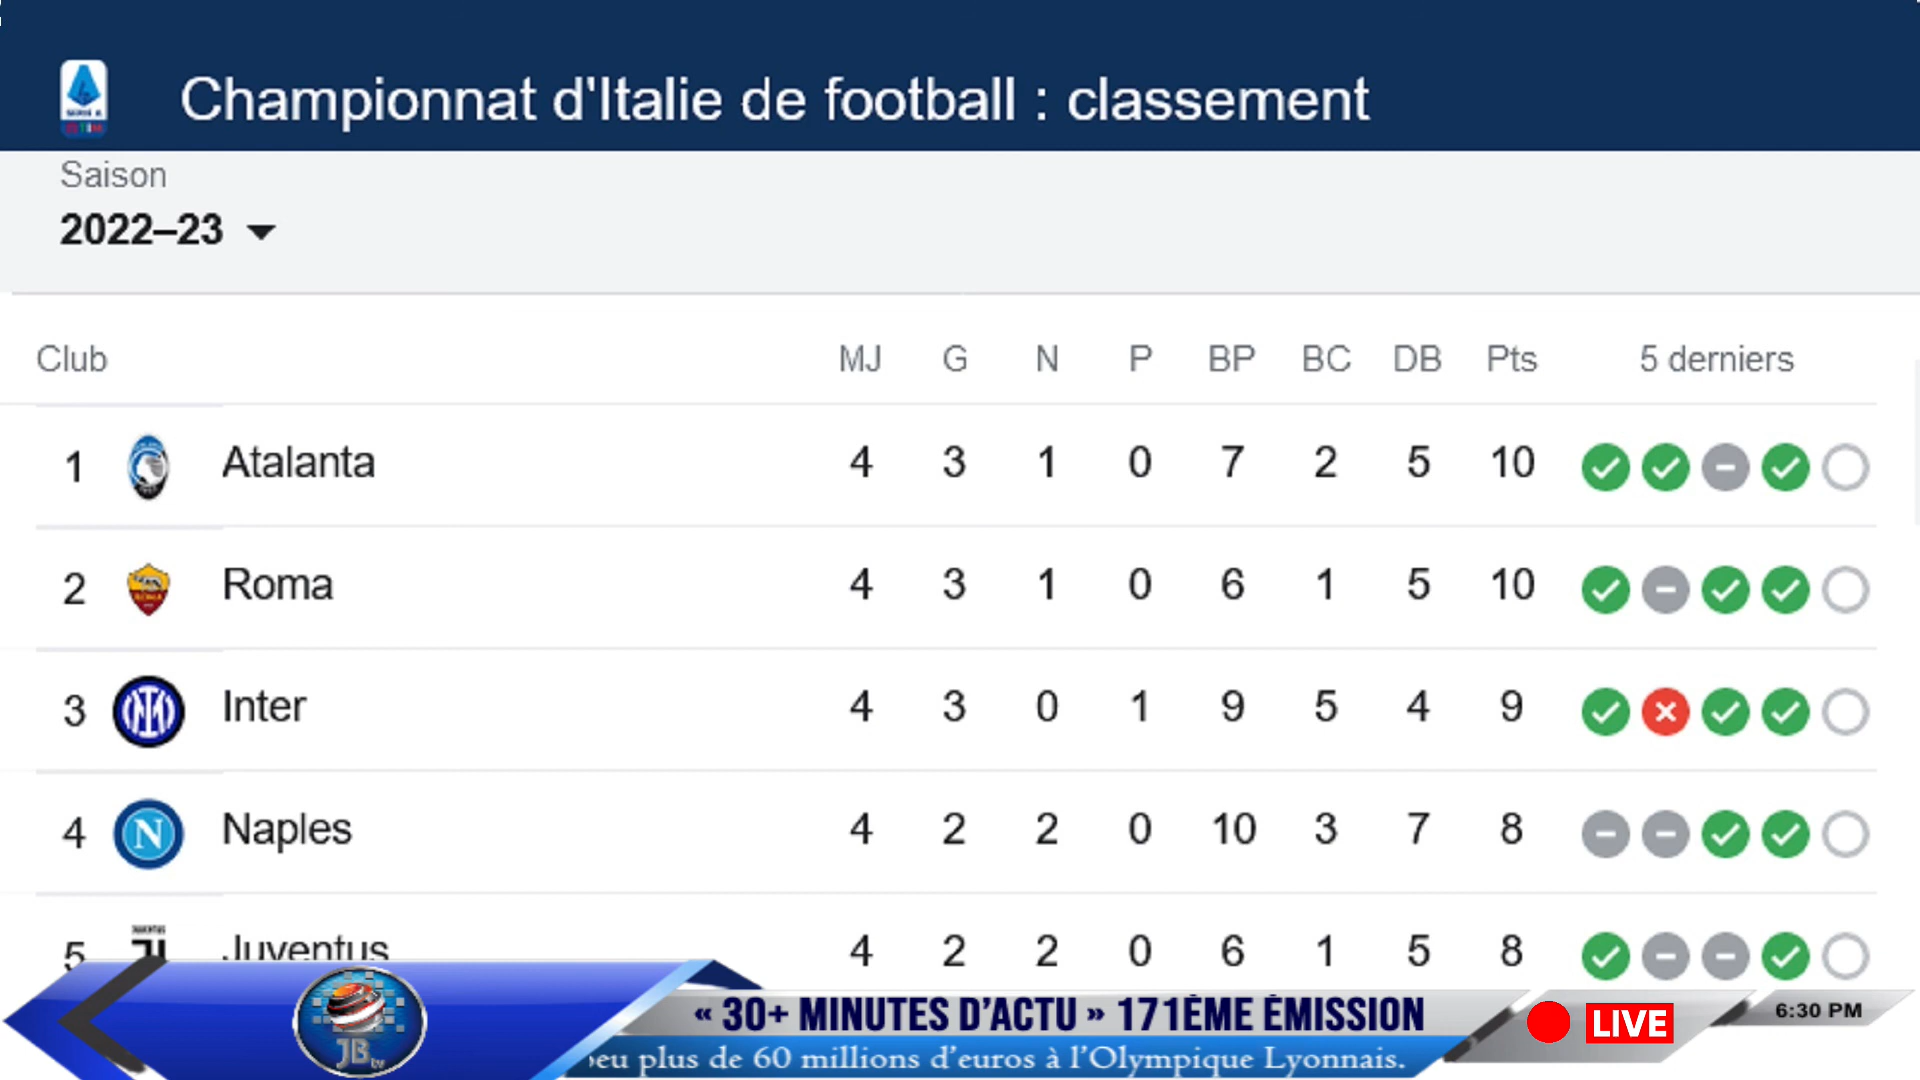 Championnat d'Italie de football : classement
Saison
2022–23
Club MJ G N P BP BC DB Pts 5 derniers
1 Atalanta 4 3 1 0 7 2 5 10
2 Roma 4 3 1 0 6 1 5 10
3 Inter 4 3 0 1 9 5 4 9
4 Naples 4 2 2 0 10 3 7 8
5 Juventus 4 2 2 0 6 1 5 8
« 30+ MINUTES D'ACTU » 171ÈME ÉMISSION
LIVE
6:30 PM
JB tv
plus de 60 millions d'euros à l'Olympique Lyonnais.